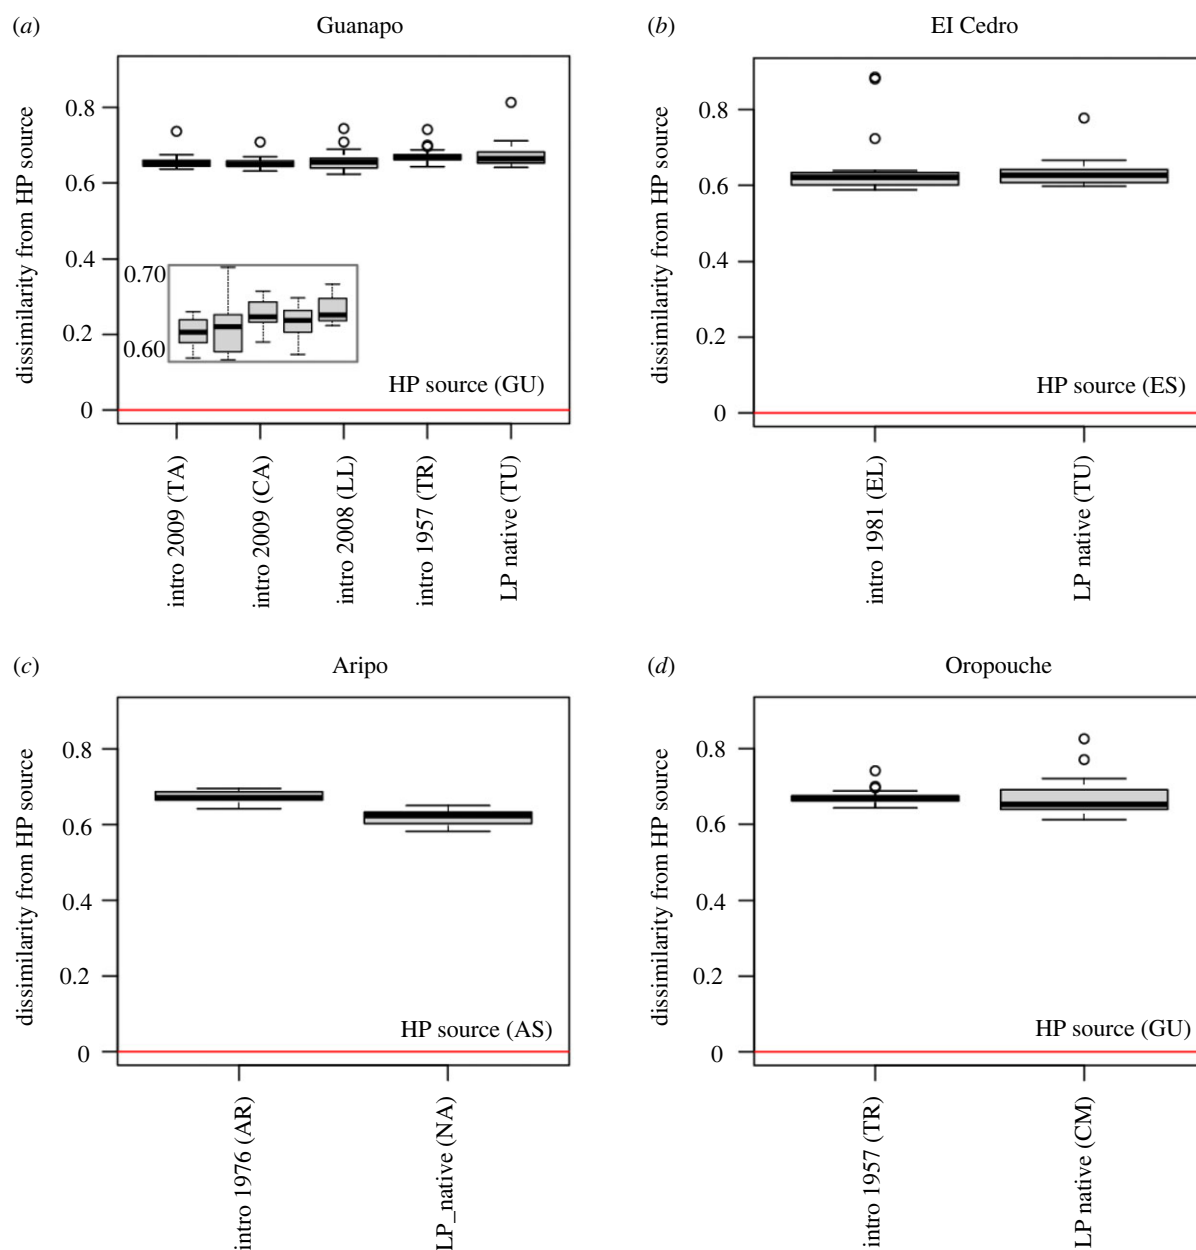 (a)
Guanapo
dissimilarity from HP source
0.8
0.6
0.4
0.2
0
0.70
0.60
HP source (GU)
intro 2009 (TA)
intro 2009 (CA)
intro 2008 (LL)
intro 1957 (TR)
LP native (TU)
(b)
EI Cedro
dissimilarity from HP source
0.8
0.6
0.4
0.2
0
HP source (ES)
intro 1981 (EL)
LP native (TU)
(c)
Aripo
dissimilarity from HP source
0.8
0.6
0.4
0.2
0
HP source (AS)
intro 1976 (AR)
LP_native (NA)
(d)
Oropouche
dissimilarity from HP source
0.8
0.6
0.4
0.2
0
HP source (GU)
intro 1957 (TR)
LP native (CM)